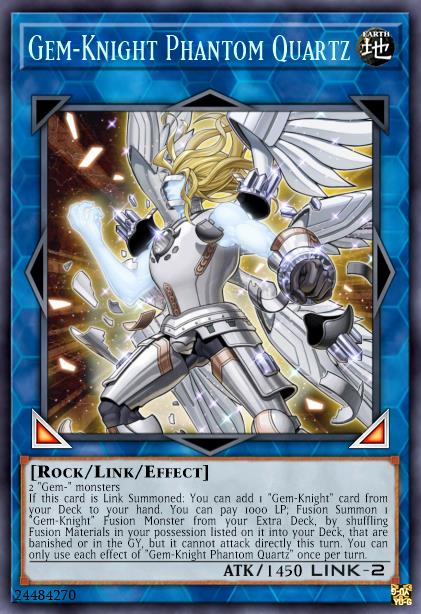 Gem-Knight Phantom Quartz
EARTH
地
[Rock/Link/Effect]
2 "Gem-" monsters
If this card is Link Summoned: You can add 1 "Gem-Knight" card from
your Deck to your hand. You can pay 1000 LP; Fusion Summon 1
"Gem-Knight" Fusion Monster from your Extra Deck, by shuffling
Fusion Materials in your possession listed on it into your Deck, that are
banished or in the GY, but it cannot attack directly this turn. You can
only use each effect of "Gem-Knight Phantom Quartz" once per turn.
ATK/1450 LINK-2
24484270